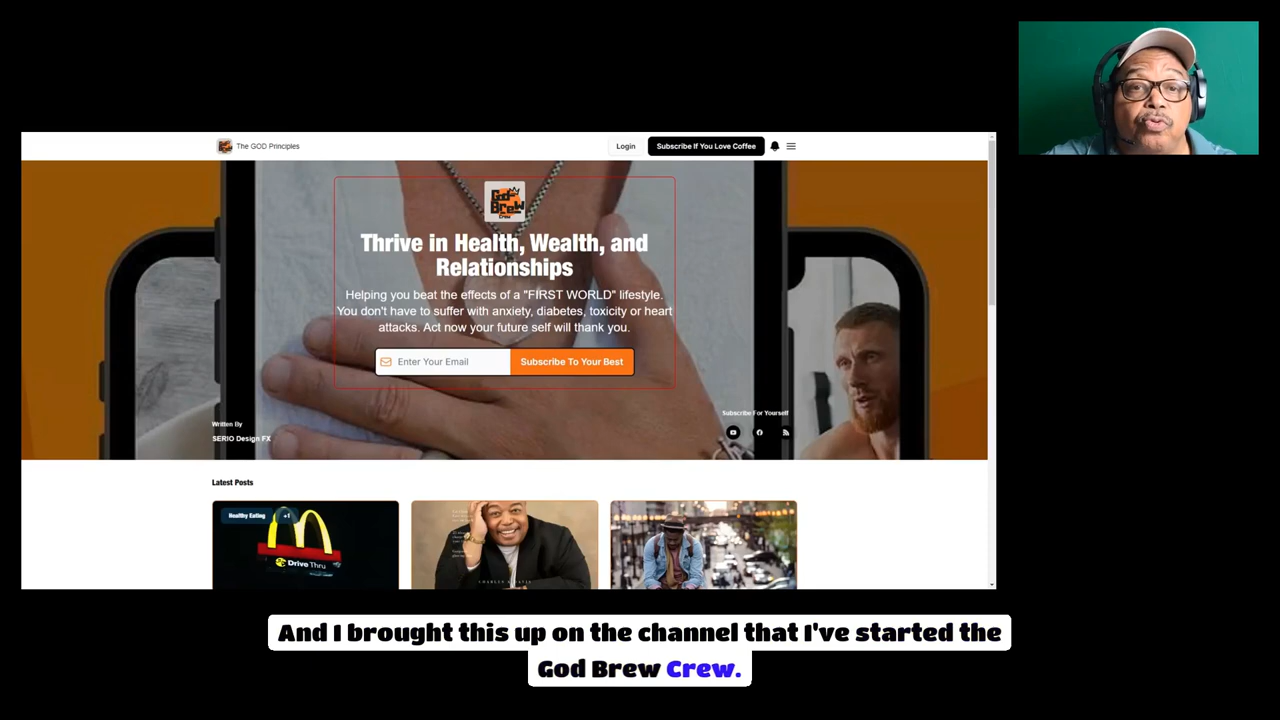 The GOD Principles
Login
Subscribe If You Love Coffee
God
Brew
Crew
Thrive in Health, Wealth, and
Relationships
Helping you beat the effects of a "FIRST WORLD" lifestyle.
You don't have to suffer with anxiety, diabetes, toxicity or heart
attacks. Act now your future self will thank you.
Enter Your Email
Subscribe To Your Best
Written By
SERIO Design FX
Subscribe For Yourself
Latest Posts
Healthy Eating
+1
Drive Thru
And I brought this up on the channel that I've started the
God Brew Crew.